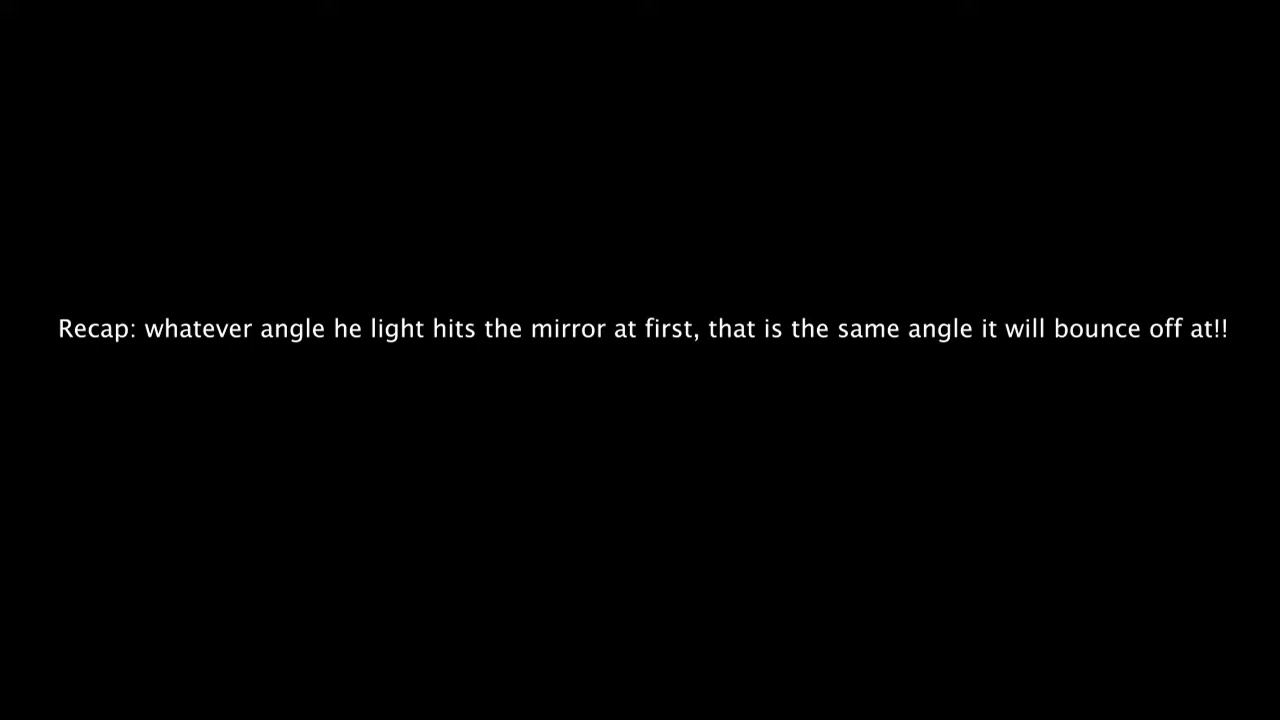 Recap: whatever angle he light hits the mirror at first, that is the same angle it will bounce off at!!